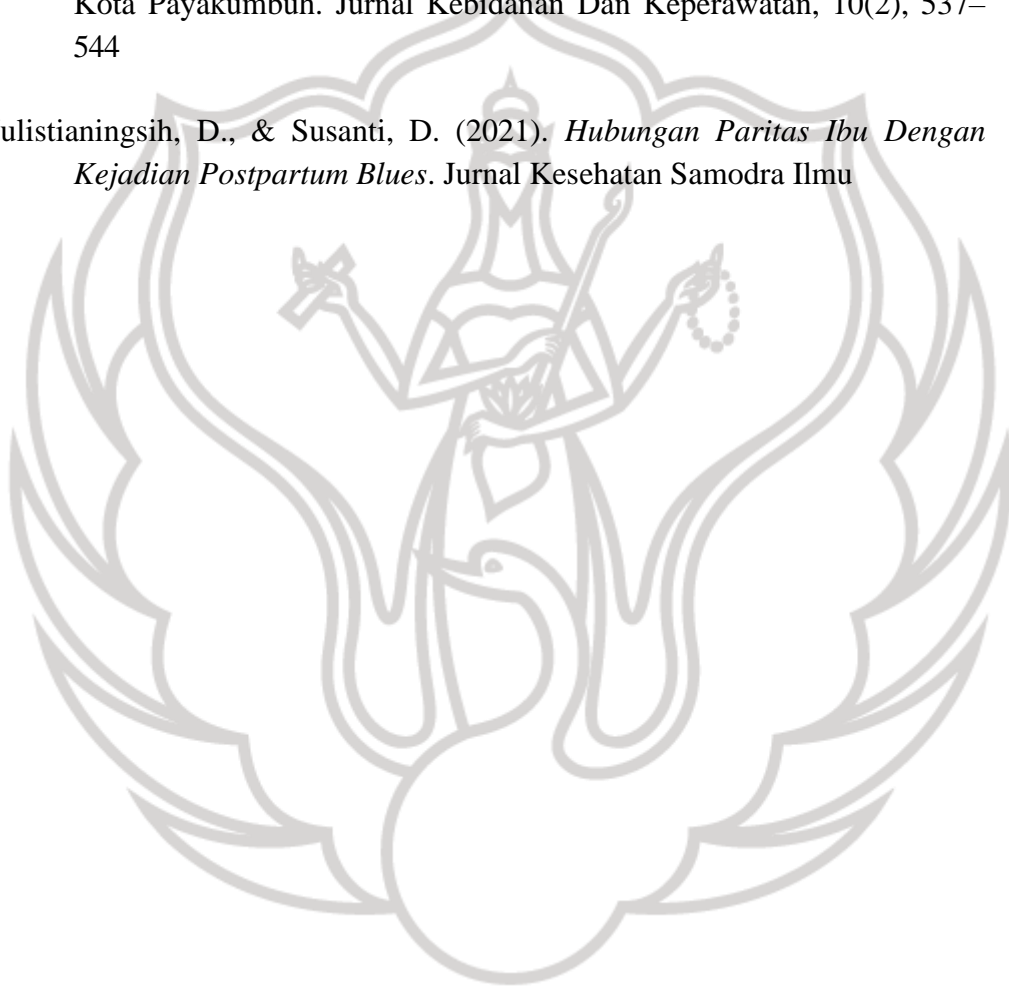 Kota Payakumbuh. Jurnal Kebidanan Dan Keperawatan, 10(2), 537–
544
ulistianingsih, D., & Susanti, D. (2021). Hubungan Paritas Ibu Dengan
Kejadian Postpartum Blues. Jurnal Kesehatan Samodra Ilmu